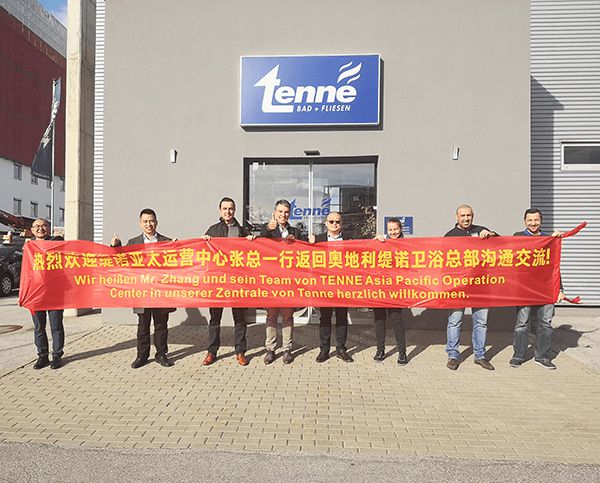 tenne
BAD + FLIESEN
tenne
热烈欢迎缇诺亚太运营中心张总一行返回奥地利缇诺卫浴总部沟通交流!
Wir heißen Mr. Zhang und sein Team von TENNE Asia Pacific Operation
Center in unserer Zentrale von Tenne herzlich willkommen.